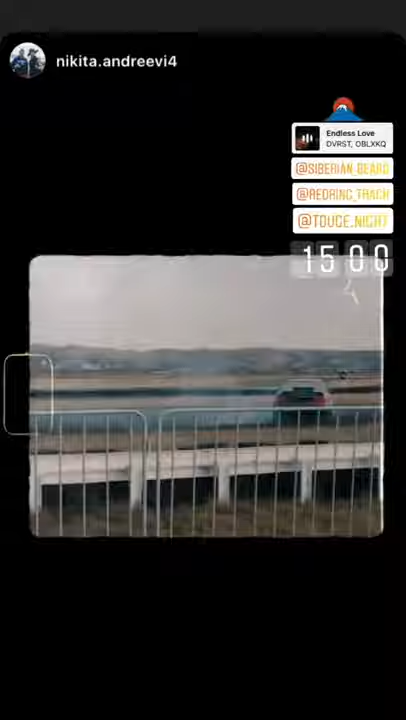 nikita.andreevi4
Endless Love
DVRST, OBLXKQ
@SIBERIAN_BEARD
@REDRING_TRACK
@TOUGE.NIGHT
15 00